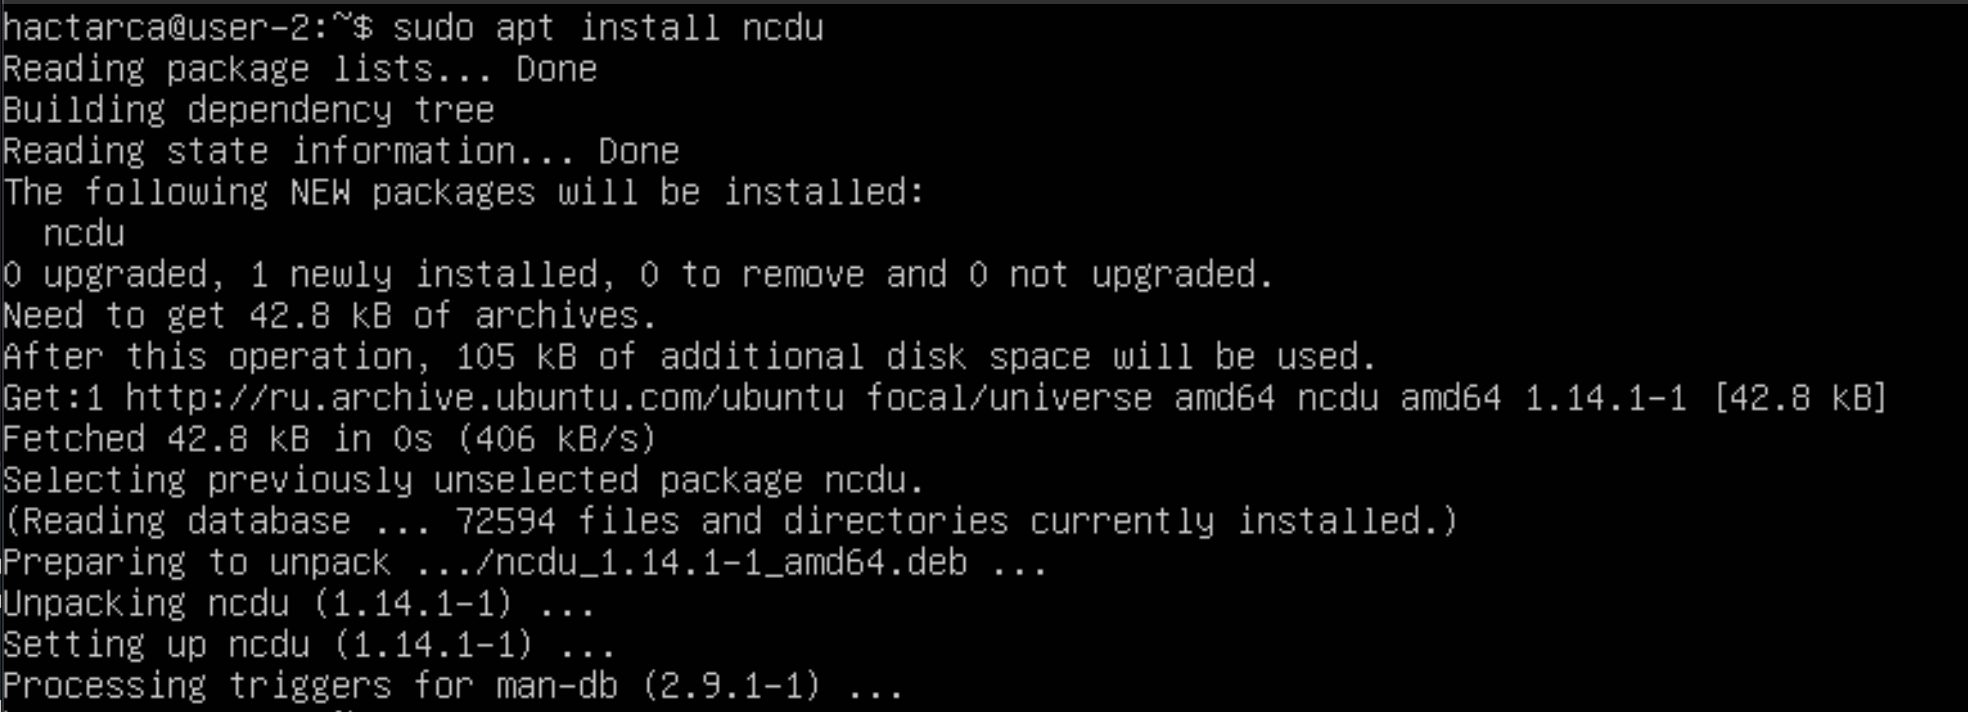 hactarca@user-2:~$ sudo apt install ncdu
Reading package lists... Done
Building dependency tree
Reading state information... Done
The following NEW packages will be installed:
  ncdu
0 upgraded, 1 newly installed, 0 to remove and 0 not upgraded.
Need to get 42.8 kB of archives.
After this operation, 105 kB of additional disk space will be used.
Get:1 http://ru.archive.ubuntu.com/ubuntu focal/universe amd64 ncdu amd64 1.14.1-1 [42.8 kB]
Fetched 42.8 kB in 0s (406 kB/s)
Selecting previously unselected package ncdu.
(Reading database ... 72594 files and directories currently installed.)
Preparing to unpack .../ncdu_1.14.1-1_amd64.deb ...
Unpacking ncdu (1.14.1-1) ...
Setting up ncdu (1.14.1-1) ...
Processing triggers for man-db (2.9.1-1) ...